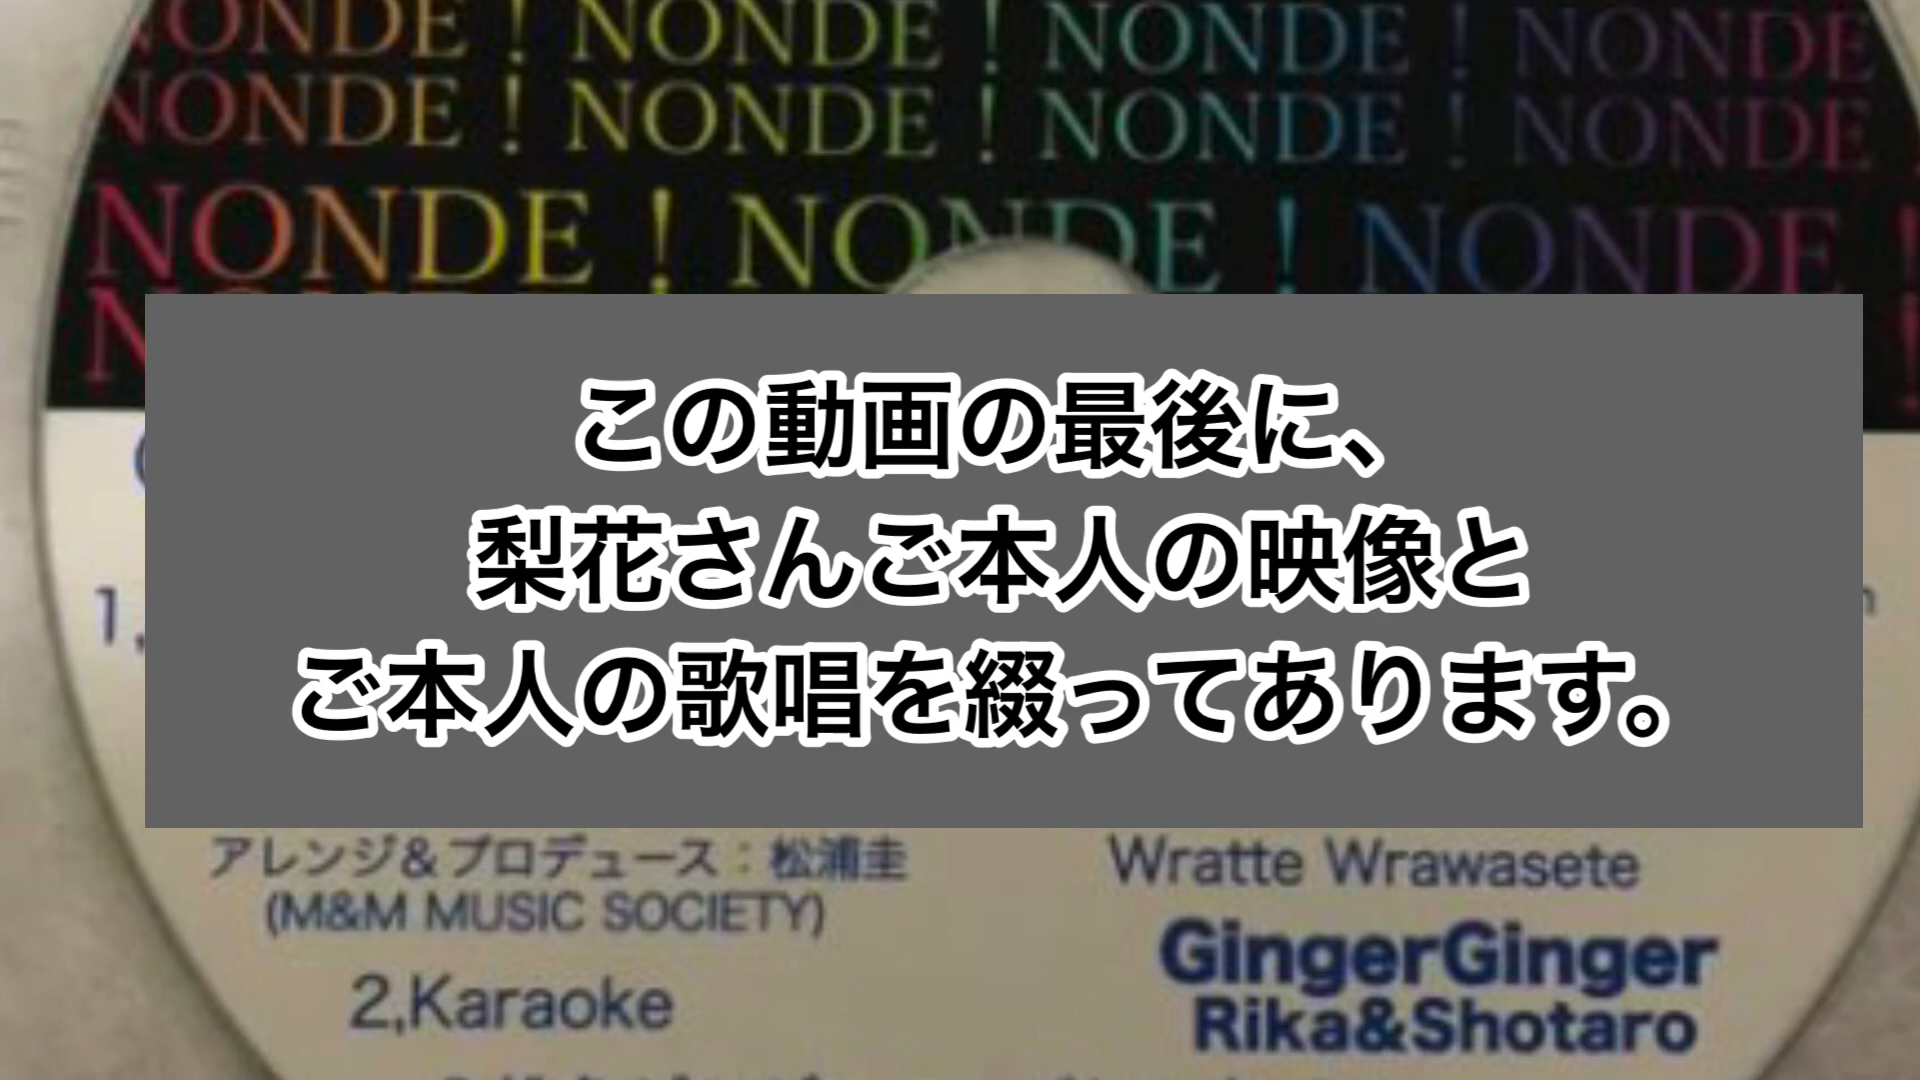 NONDE ! NONDE ! NONDE ! NONDE
NONDE ! NONDE ! NONDE ! NONDE !
NONDE ! NONDE ! NONDE !
この動画の最後に、
梨花さんご本人の映像と
ご本人の歌唱を綴ってあります。
1,
アレンジ&プロデュース：松浦圭
(M&M MUSIC SOCIETY)
2,Karaoke
Wratte Wrawasete
GingerGinger
Rika&Shotaro